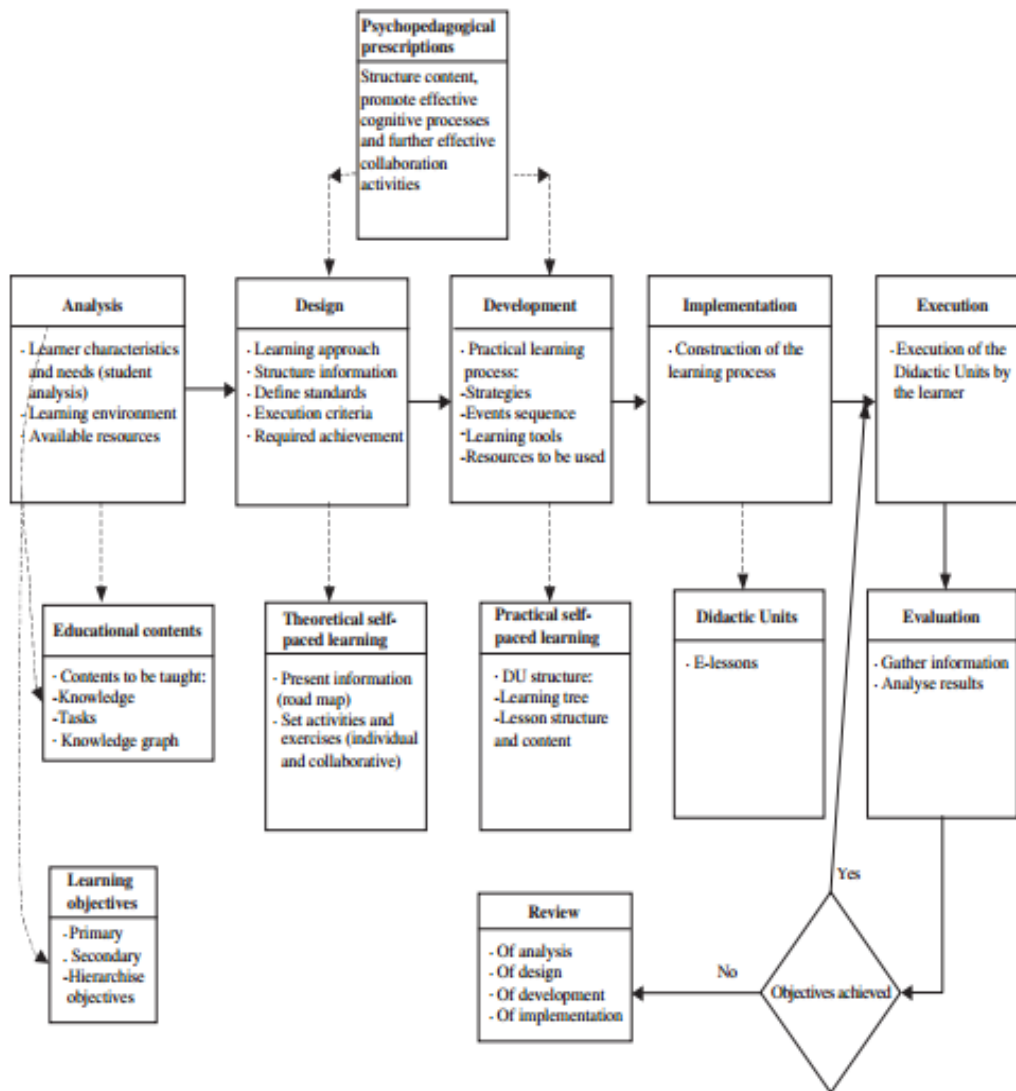 Psychopedagogical
prescriptions
Structure content,
promote effective
cognitive processes
and further effective
collaboration
activities
Analysis
- Learner characteristics
and needs (student
analysis)
- Learning environment
- Available resources
Design
· Learning approach
· Structure information
· Define standards
· Execution criteria
· Required achievement
Development
· Practical learning
process:
-Strategies
-Events sequence
-Learning tools
-Resources to be used
Implementation
· Construction of the
learning process
Execution
-Execution of the
Didactic Units by
the learner
Educational contents
· Contents to be taught:
-Knowledge
-Tasks
· Knowledge graph
Theoretical self-
paced learning
· Present information
(road map)
· Set activities and
exercises (individual
and collaborative)
Practical self-
paced learning
· DU structure:
-Learning tree
-Lesson structure
and content
Didactic Units
· E-lessons
Evaluation
- Gather information
- Analyse results
Learning
objectives
-Primary
. Secondary
-Hierarchise
objectives
Review
- Of analysis
· Of design
· Of development
· Of implementation
No
Yes
Objectives achieved